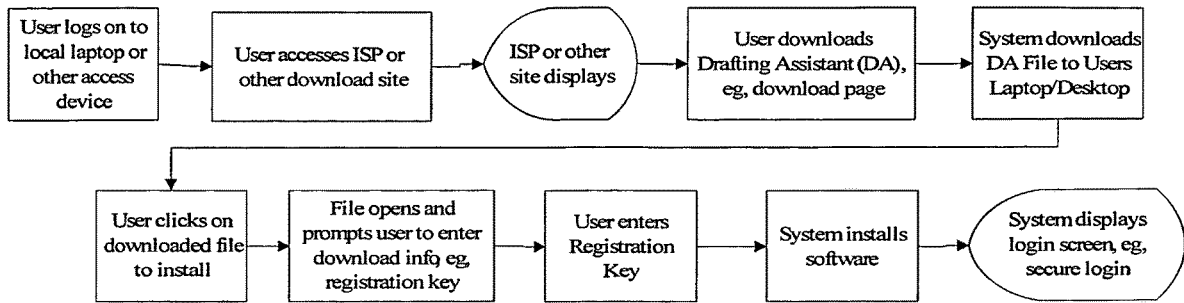 User logs on to
local laptop or
other access
device
User accesses ISP or
other download site
ISP or other
site displays
User downloads
Drafting Assistant (DA),
eg, download page
System downloads
DA File to Users
Laptop/Desktop
User clicks on
downloaded file
to install
File opens and
prompts user to enter
download info, eg,
registration key
User enters
Registration
Key
System installs
software
System displays
login screen, eg,
secure login